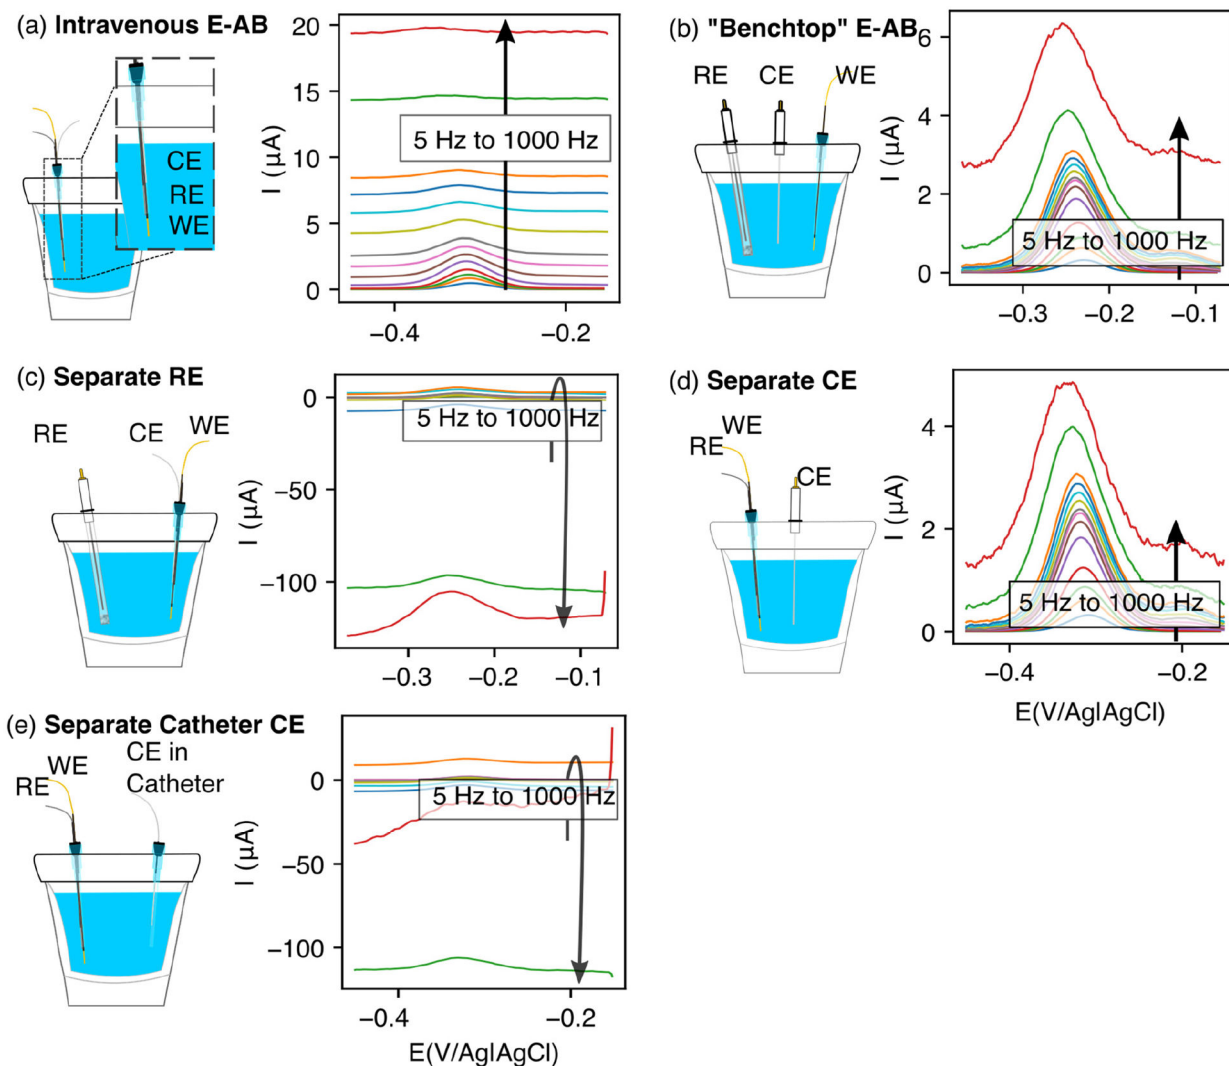 (a) Intravenous E-AB
CE
RE
WE
I (µA)
20
15
10
5
0
5 Hz to 1000 Hz
−0.4
−0.2
(b) "Benchtop" E-AB
RE
CE
WE
I (µA)
6
4
2
0
5 Hz to 1000 Hz
−0.3
−0.2
−0.1
(c) Separate RE
RE
CE
WE
I (µA)
0
−50
−100
5 Hz to 1000 Hz
−0.3
−0.2
−0.1
(d) Separate CE
WE
RE
CE
I (µA)
4
2
0
5 Hz to 1000 Hz
−0.4
−0.2
E(V/Ag|AgCl)
(e) Separate Catheter CE
WE
RE
CE in
Catheter
I (µA)
0
−50
−100
5 Hz to 1000 Hz
−0.4
−0.2
E(V/Ag|AgCl)